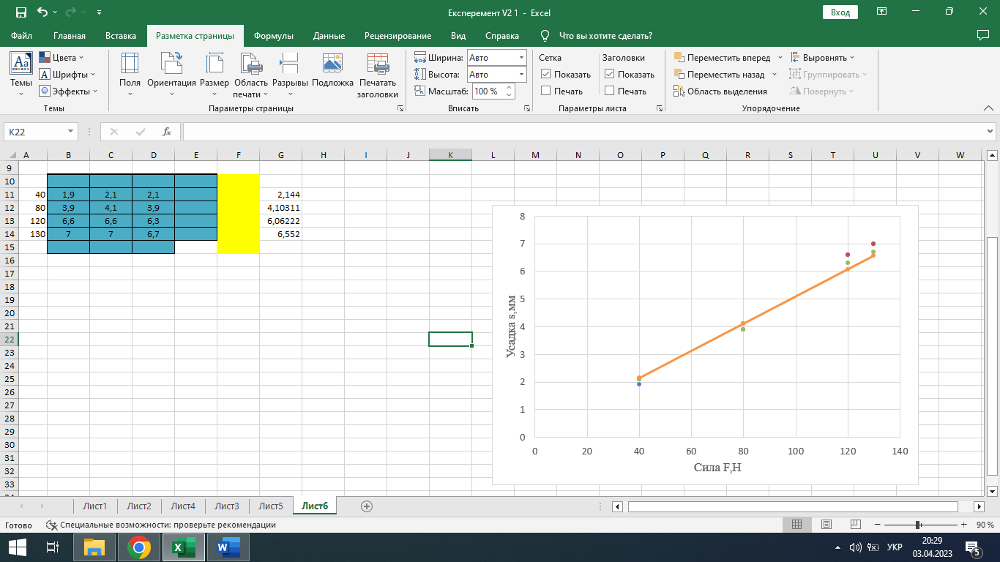 Експеремент V2 1 - Excel
Вход
Файл Главная Вставка Разметка страницы Формулы Данные Рецензирование Вид Справка Что вы хотите сделать?
Aa Цвета Ширина: Авто Сетка Заголовки Переместить вперед Выровнять
A Шрифты Высота: Авто Показать Показать Переместить назад Группировать
Темы Эффекты Поля Ориентация Размер Область печати Разрывы Подложка Печатать заголовки Масштаб: 100 % Печать Печать Область выделения Повернуть
Темы Параметры страницы Вписать Параметры листа Упорядочение
K22 fx
A B C D E F G H I J K L M N O P Q R S T U V W
9
10
11 40 1,9 2,1 2,1 2,144
12 80 3,9 4,1 3,9 4,10311
13 120 6,6 6,6 6,3 6,06222
14 130 7 7 6,7 6,552
15
16
17
18
19
20
21
22
23
24
25
26
27
28
29
30
31
32
33
8
7
6
5
4
3
2
1
0
Усадка s,мм
0 20 40 60 80 100 120 140
Сила F,Н
Лист1 Лист2 Лист4 Лист3 Лист5 Лист6
Готово Специальные возможности: проверьте рекомендации 90 %
X W УКР 20:29
03.04.2023 5